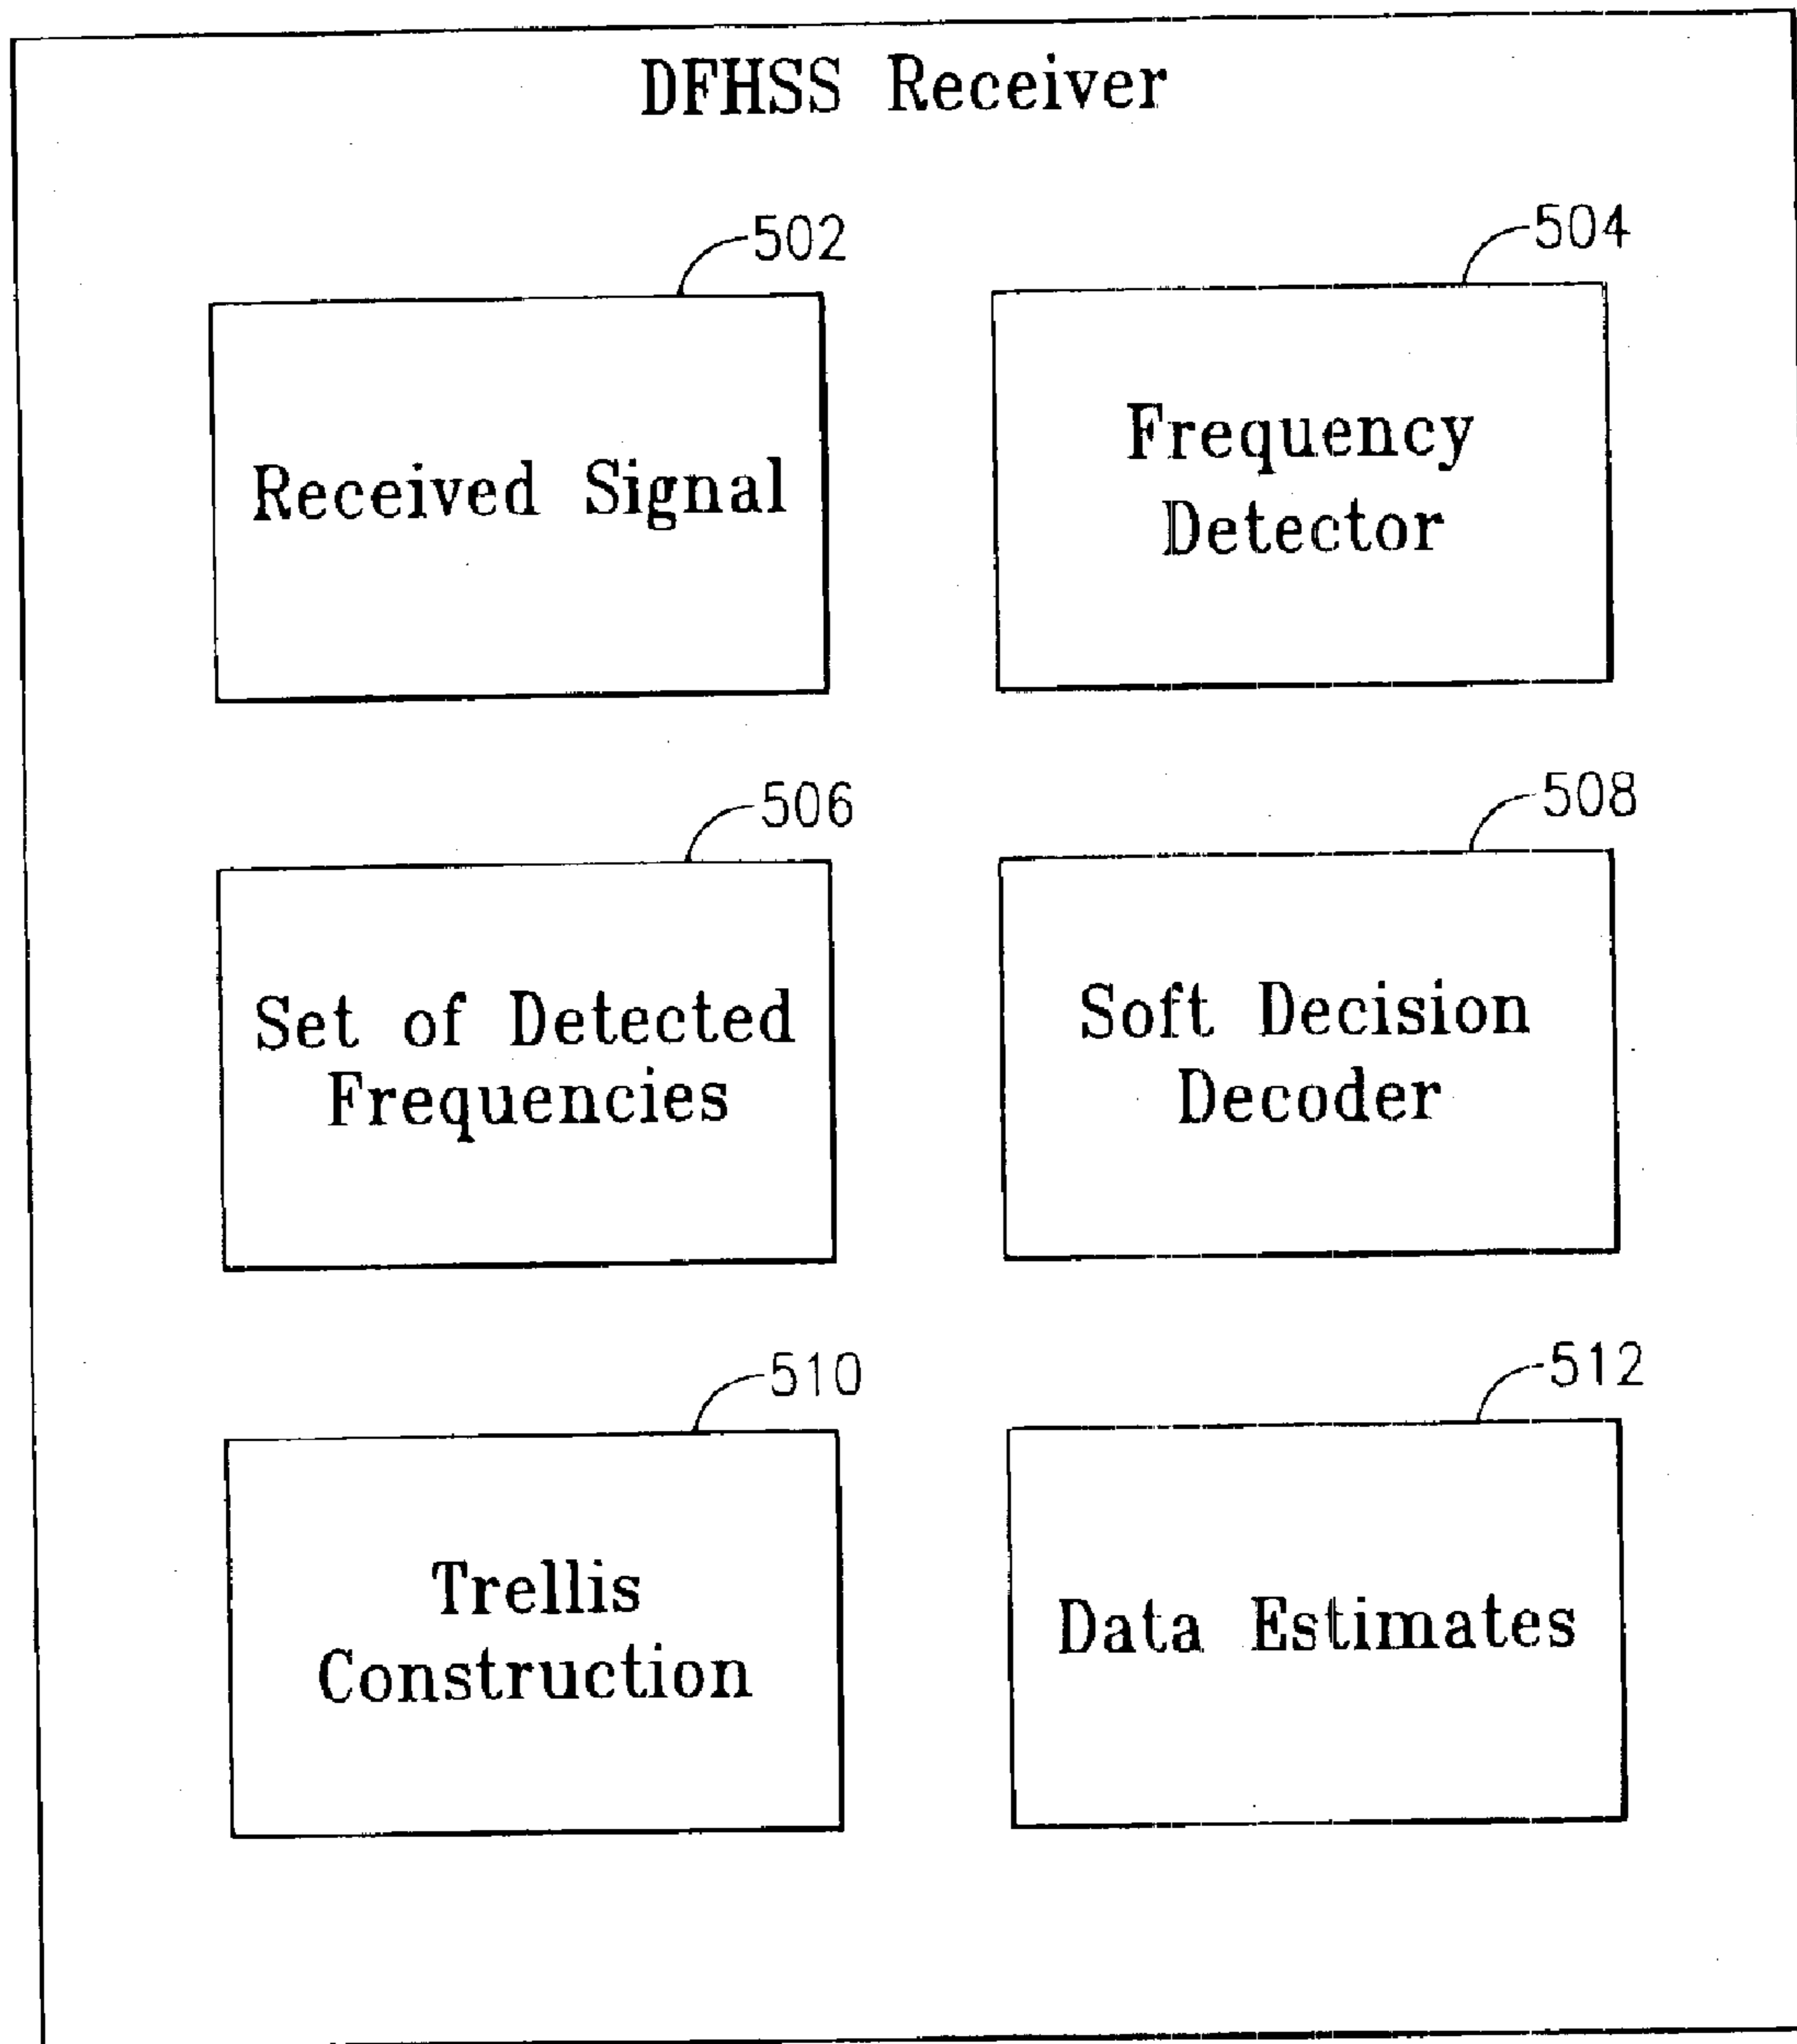 DFHSS Receiver
502
504
Received Signal
Frequency
Detector
506
508
Set of Detected
Frequencies
Soft Decision
Decoder
510
512
Trellis
Construction
Data Estimates